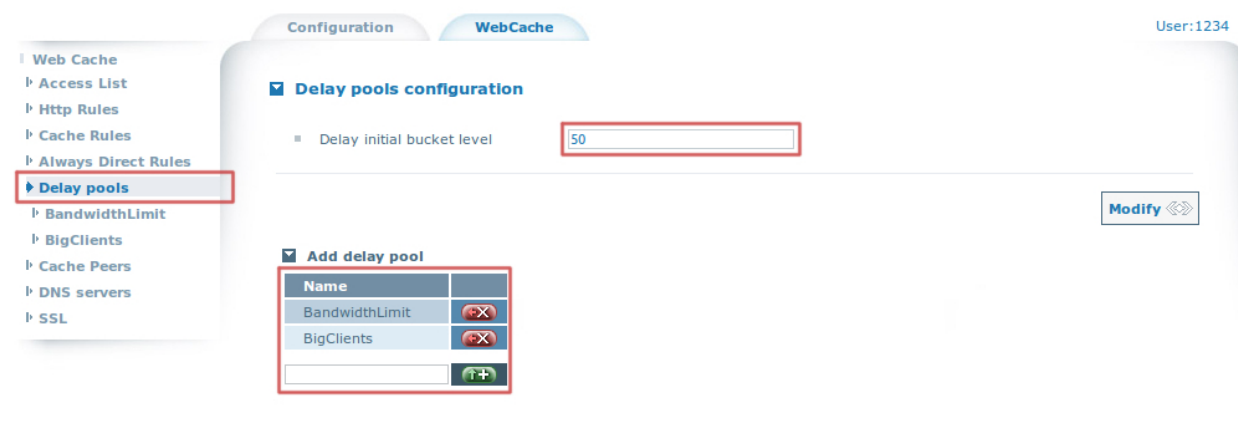 Configuration
WebCache
User:1234
Web Cache
Access List
Http Rules
Cache Rules
Always Direct Rules
Delay pools
BandwidthLimit
BigClients
Cache Peers
DNS servers
SSL
Delay pools configuration
Delay initial bucket level
50
Modify
Add delay pool
Name
BandwidthLimit
BigClients